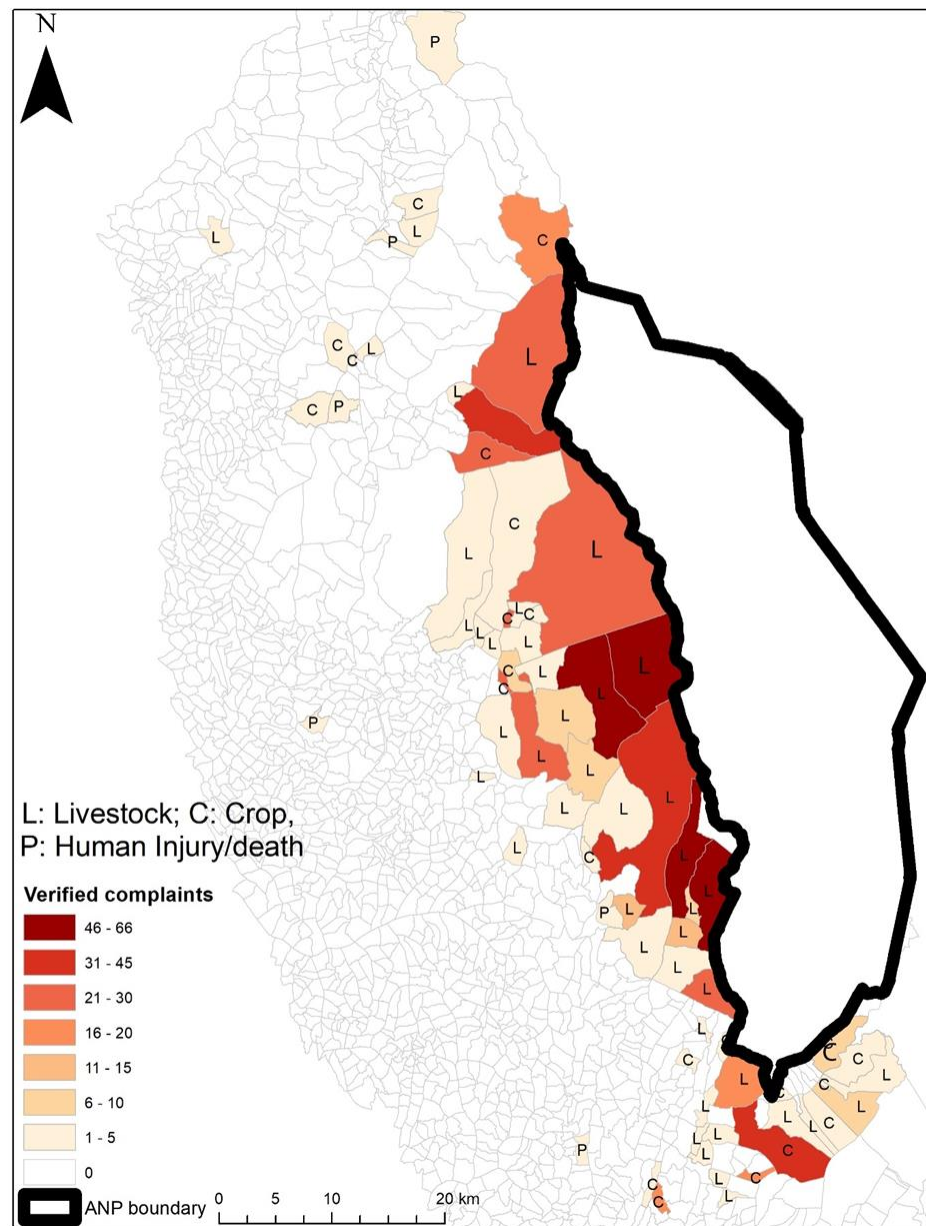 N
P
C
L
P
L
C
C
L
C
C
L
L
C
P
L
C
C
L
L
L
C
C
L
L
L
L
C
L
L
C
L
L
L
P
L
L
L
L
L
L
C
L
L
P
L
L
L
L
L
L
C
C
C
L
L
C
C
L
L
L
L
C
L
L
C
L
P
L
C
C
L
C
L: Livestock; C: Crop,
P: Human Injury/death
Verified complaints
46 - 66
31 - 45
21 - 30
16 - 20
11 - 15
6 - 10
1 - 5
0
ANP boundary
0 5 10 20 km